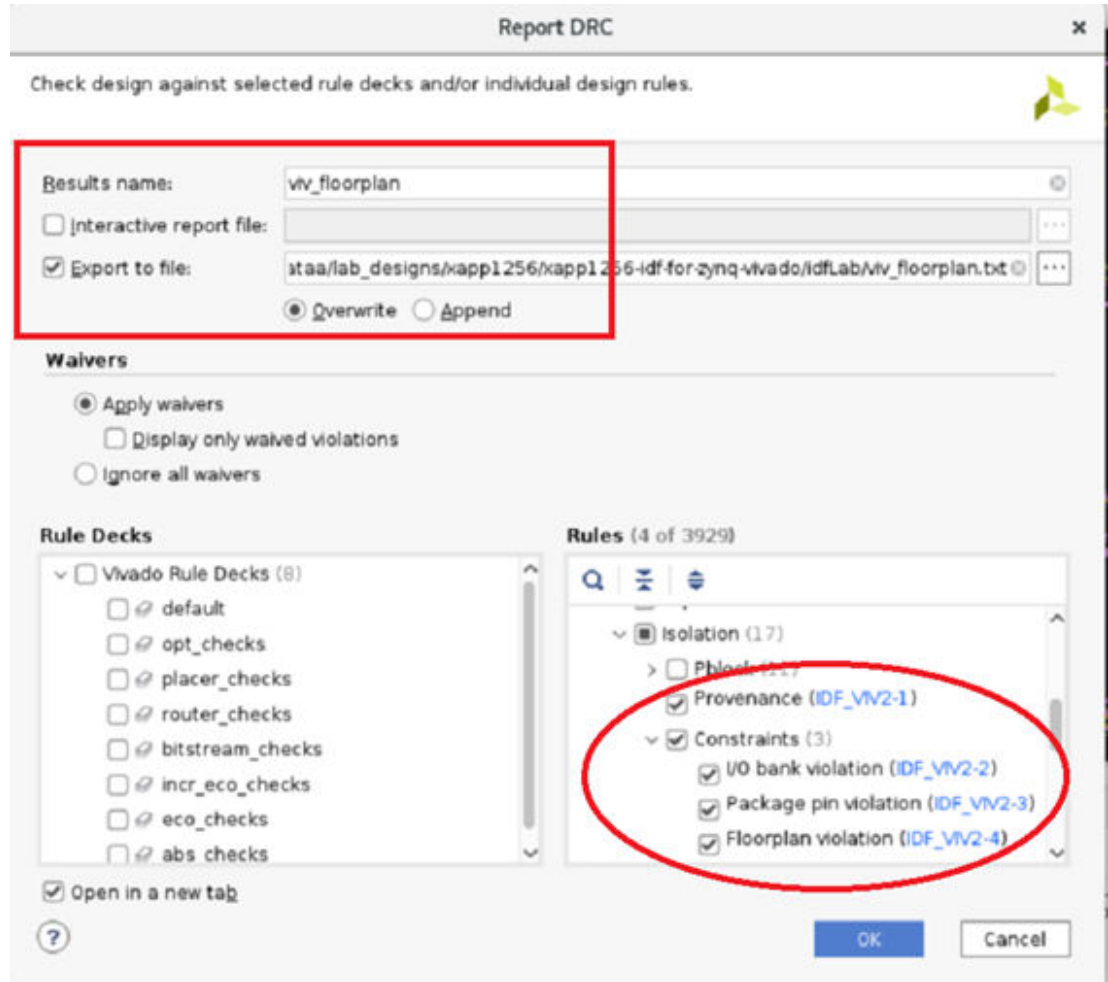 Report DRC
Check design against selected rule decks and/or individual design rules.
Results name: viv_floorplan
Interactive report file:
Export to file: ataa/lab_designs/xapp1256/xapp1256-idf-for-zynq-vivado/idfLab/viv_floorplan.txt
Overwrite Append
Waivers
Apply waivers
Display only waived violations
Ignore all waivers
Rule Decks
Vivado Rule Decks (8)
default
opt_checks
placer_checks
router_checks
bitstream_checks
incr_eco_checks
eco_checks
abs checks
Rules (4 of 3929)
Isolation (17)
Pblock
Provenance (IDF_VIV2-1)
Constraints (3)
I/O bank violation (IDF_VIV2-2)
Package pin violation (IDF_VIV2-3)
Floorplan violation (IDF_VIV2-4)
Open in a new tab
?
OK Cancel